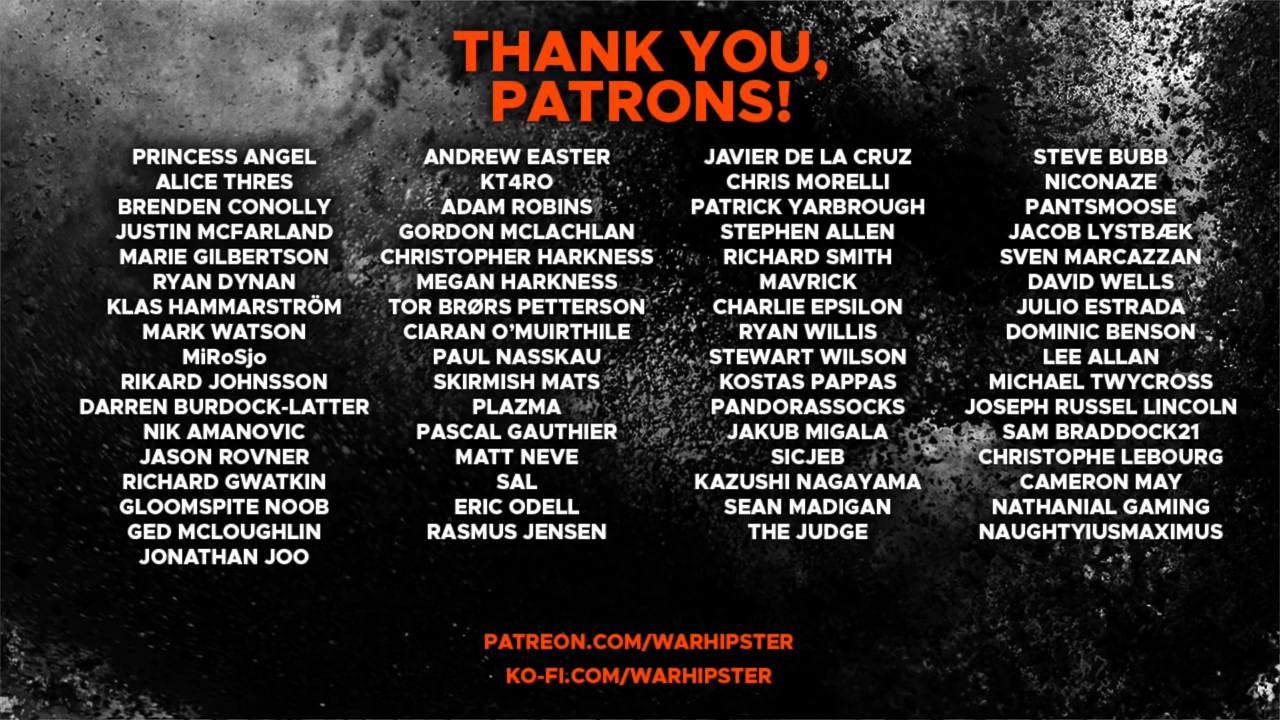 THANK YOU,
PATRONS!
PRINCESS ANGEL
ALICE THRES
BRENDEN CONOLLY
JUSTIN MCFARLAND
MARIE GILBERTSON
RYAN DYNAN
KLAS HAMMARSTRÖM
MARK WATSON
MiRoSjo
RIKARD JOHNSSON
DARREN BURDOCK-LATTER
NIK AMANOVIC
JASON ROVNER
RICHARD GWATKIN
GLOOMSPITE NOOB
GED MCLOUGHLIN
JONATHAN JOO
ANDREW EASTER
KT4RO
ADAM ROBINS
GORDON MCLACHLAN
CHRISTOPHER HARKNESS
MEGAN HARKNESS
TOR BRØRS PETTERSON
CIARAN O’MUIRTHILE
PAUL NASSKAU
SKIRMISH MATS
PLAZMA
PASCAL GAUTHIER
MATT NEVE
SAL
ERIC ODELL
RASMUS JENSEN
JAVIER DE LA CRUZ
CHRIS MORELLI
PATRICK YARBROUGH
STEPHEN ALLEN
RICHARD SMITH
MAVRICK
CHARLIE EPSILON
RYAN WILLIS
STEWART WILSON
KOSTAS PAPPAS
PANDORASSOCKS
JAKUB MIGALA
SICJEB
KAZUSHI NAGAYAMA
SEAN MADIGAN
THE JUDGE
STEVE BUBB
NICONAZE
PANTSMOOSE
JACOB LYSTBÆK
SVEN MARCAZZAN
DAVID WELLS
JULIO ESTRADA
DOMINIC BENSON
LEE ALLAN
MICHAEL TWYCROSS
JOSEPH RUSSEL LINCOLN
SAM BRADDOCK21
CHRISTOPHE LEBOURG
CAMERON MAY
NATHANIAL GAMING
NAUGHTYIUSMAXIMUS
PATREON.COM/WARHIPSTER
KO-FI.COM/WARHIPSTER